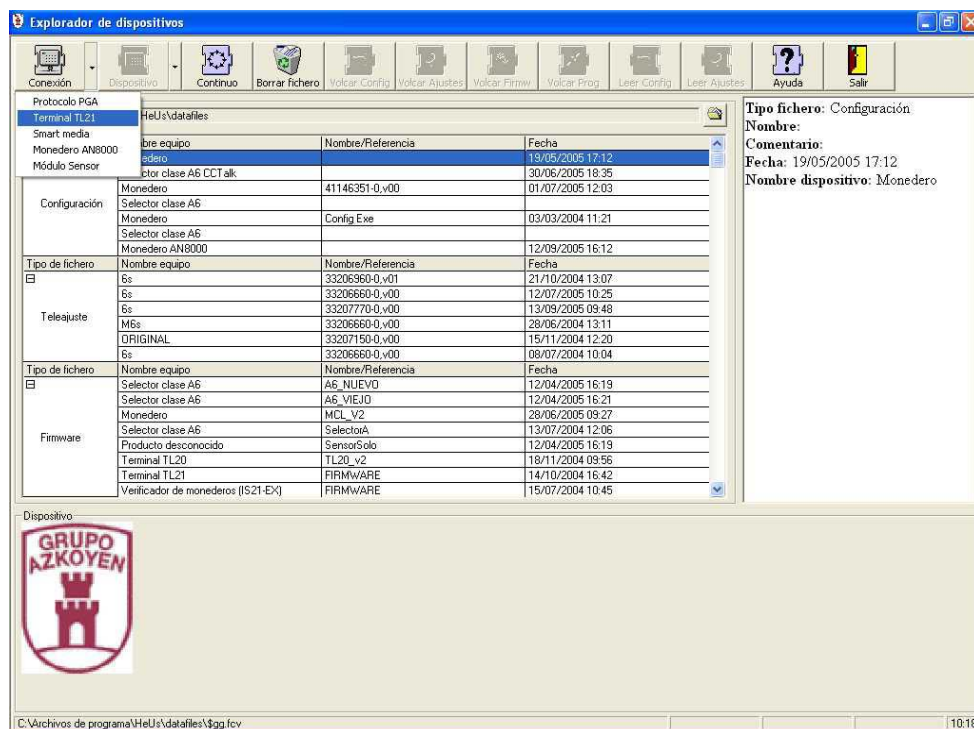 Explorador de dispositivos
Conexión Dispositivo Continuo Borrar fichero Volcar Config Volcar Ajustes Volcar Firmw Volcar Prog Leer Config Leer Ajustes Ayuda Salir
Protocolo PGA
Terminal TL21
Smart media
Monedero AN8000
Módulo Sensor
HeUs\datafiles
equipo Nombre/Referencia Fecha
19/05/2005 17:12
clase A6 CCTalk 30/06/2005 18:35
Configuración
Monedero 41146351-0,v00 01/07/2005 12:03
Selector clase A6
Monedero Config Exe 03/03/2004 11:21
Selector clase A6
Monedero AN8000 12/09/2005 16:12
Tipo de fichero Nombre equipo Nombre/Referencia Fecha
Teleajuste
6s 33206960-0,v01 21/10/2004 13:07
6s 33206660-0,v00 12/07/2005 10:25
6s 33207770-0,v00 13/09/2005 09:48
M6s 33206660-0,v00 28/06/2004 13:11
ORIGINAL 33207150-0,v00 15/11/2004 12:20
6s 33206660-0,v00 08/07/2004 10:04
Tipo de fichero Nombre equipo Nombre/Referencia Fecha
Firmware
Selector clase A6 A6_NUEVO 12/04/2005 16:19
Selector clase A6 A6_VIEJO 12/04/2005 16:21
Monedero MCL_V2 28/06/2005 09:27
Selector clase A6 SelectorA 13/07/2004 12:06
Producto desconocido SensorSolo 12/04/2005 16:19
Terminal TL20 TL20_v2 18/11/2004 09:56
Terminal TL21 FIRMWARE 14/10/2004 16:42
Verificador de monederos (IS21-EX) FIRMWARE 15/07/2004 10:45
Tipo fichero: Configuración
Nombre:
Comentario:
Fecha: 19/05/2005 17:12
Nombre dispositivo: Monedero
Dispositivo
GRUPO
AZKOYEN
C:\Archivos de programa\HeUs\datafiles\$gg.fcv
10:18